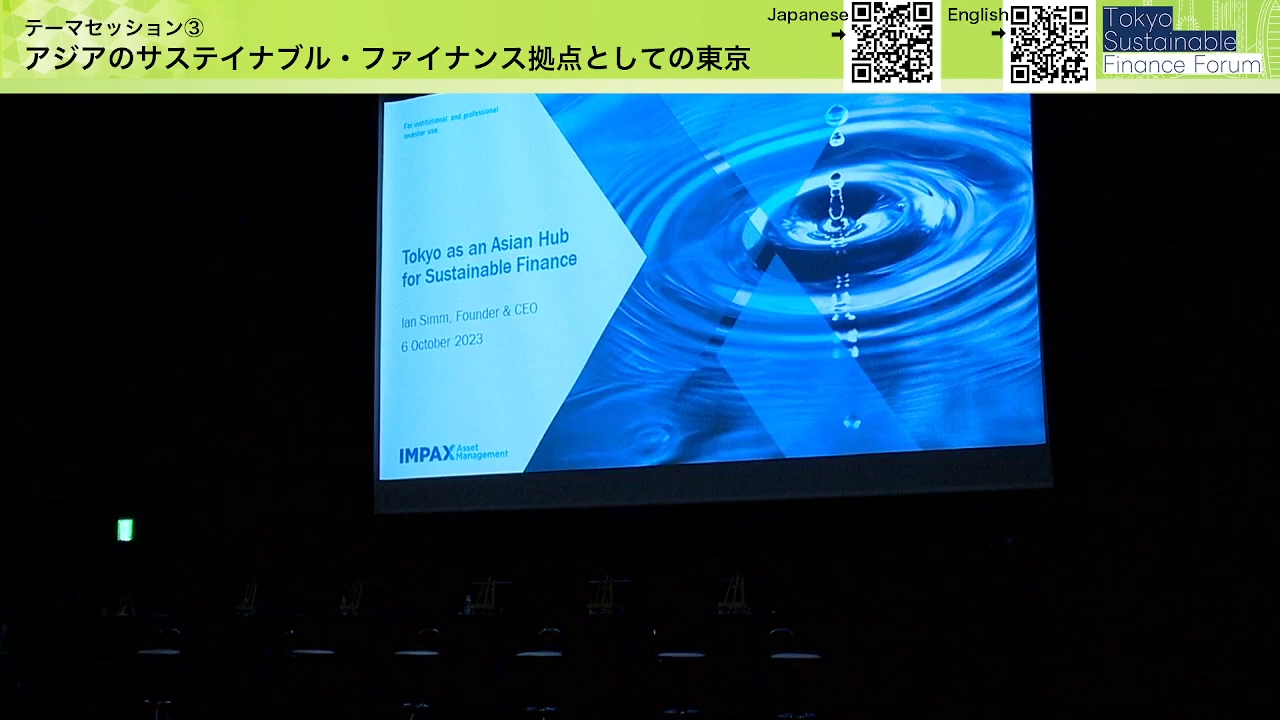 テーマセッション③
アジアのサステイナブル・ファイナンス拠点としての東京
Japanese
English
Tokyo
Sustainable
Finance Forum
For institutional and professional
investor use
Tokyo as an Asian Hub
for Sustainable Finance
Ian Simm, Founder & CEO
6 October 2023
IMPAX Asset
Management